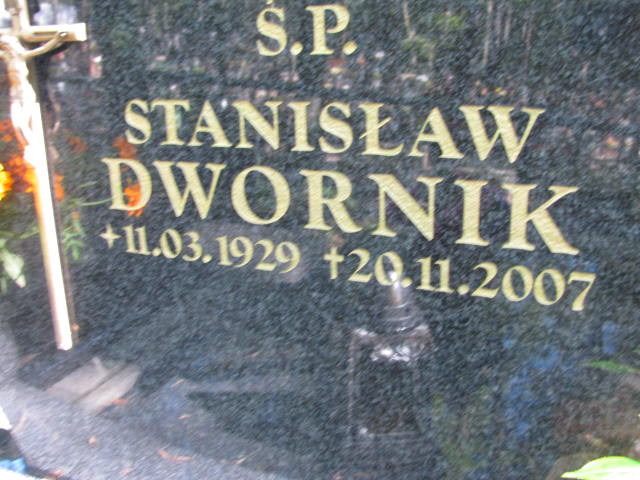 Ś.P.
STANISŁAW
DWORNIK
+11.03.1929 †20.11.2007